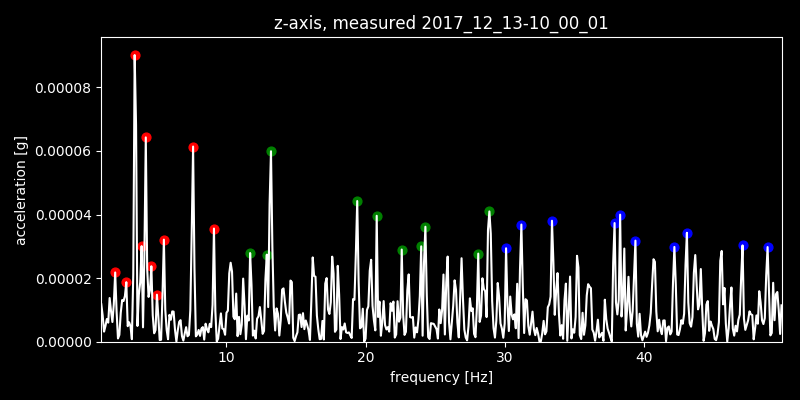 z-axis, measured 2017_12_13-10_00_01
acceleration [g]
0.00008
0.00006
0.00004
0.00002
0.00000
10 20 30 40
frequency [Hz]